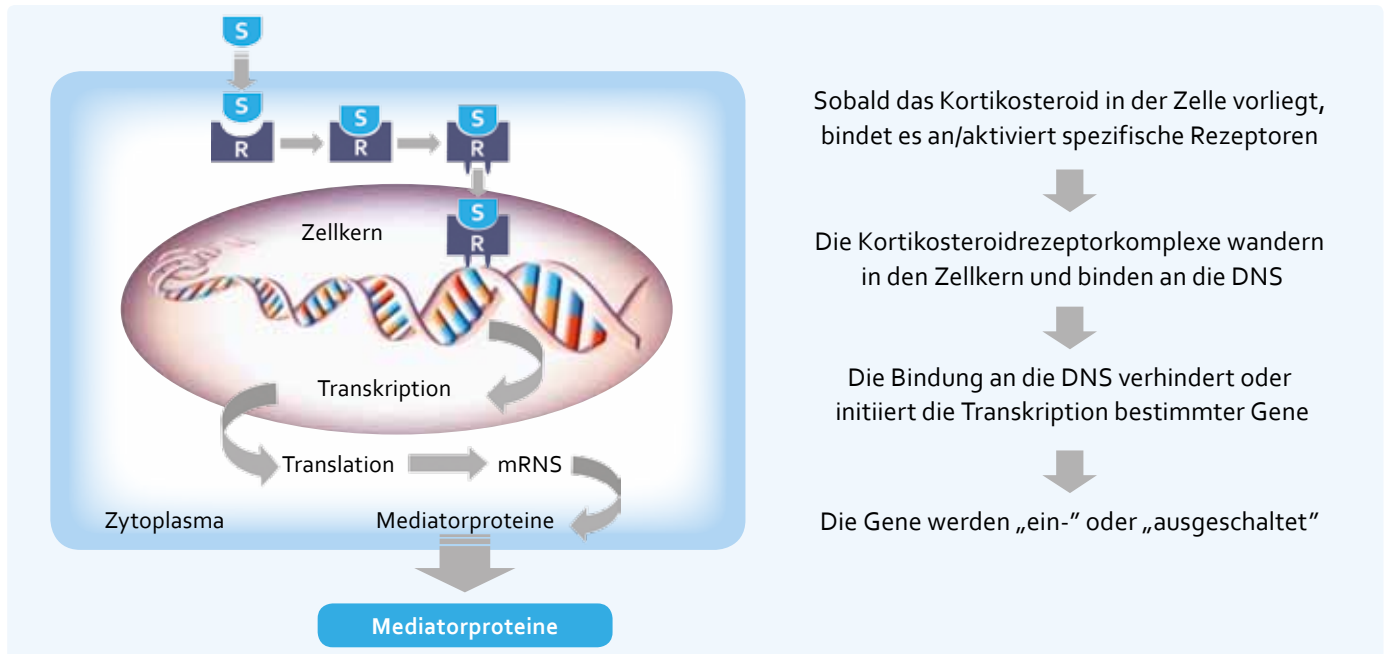 S
S
R
S
R
S
R
S
R
Zellkern
Transkription
Translation
mRNS
Zytoplasma
Mediatorproteine
Mediatorproteine
Sobald das Kortikosteroid in der Zelle vorliegt,
bindet es an/aktiviert spezifische Rezeptoren
Die Kortikosteroidrezeptorkomplexe wandern
in den Zellkern und binden an die DNS
Die Bindung an die DNS verhindert oder
initiiert die Transkription bestimmter Gene
Die Gene werden „ein-” oder „ausgeschaltet”